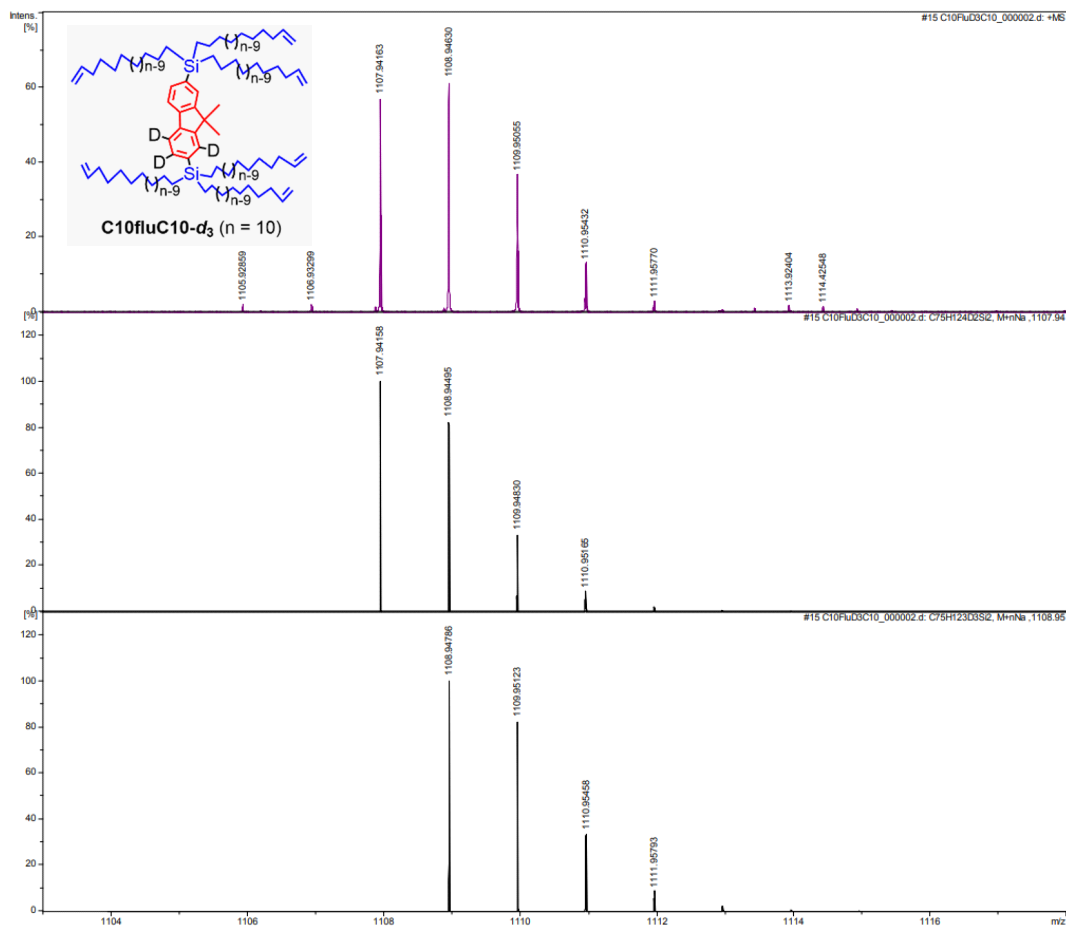 Intens.
[%]
#15 C10FluD3C10_000002.d: +MS
( )n-9
Si
( )n-9
( )n-9
( )n-9
D
D
D
( )n-9
Si
( )n-9
C10fluC10-d3 (n = 10)
1105.92859
1106.93299
1107.94163
1108.94630
1109.95055
1110.95432
1111.95770
1113.92404
1114.42548
60
40
20
0
[%]
#15 C10FluD3C10_000002.d: C75H124D2Si2, M+nNa ,1107.94
1107.94158
1108.94495
1109.94830
1110.95165
120
100
80
60
40
20
0
[%]
#15 C10FluD3C10_000002.d: C75H123D3Si2, M+nNa ,1108.95
1108.94786
1109.95123
1110.95458
1111.95793
120
100
80
60
40
20
0
1104
1106
1108
1110
1112
1114
1116
m/z